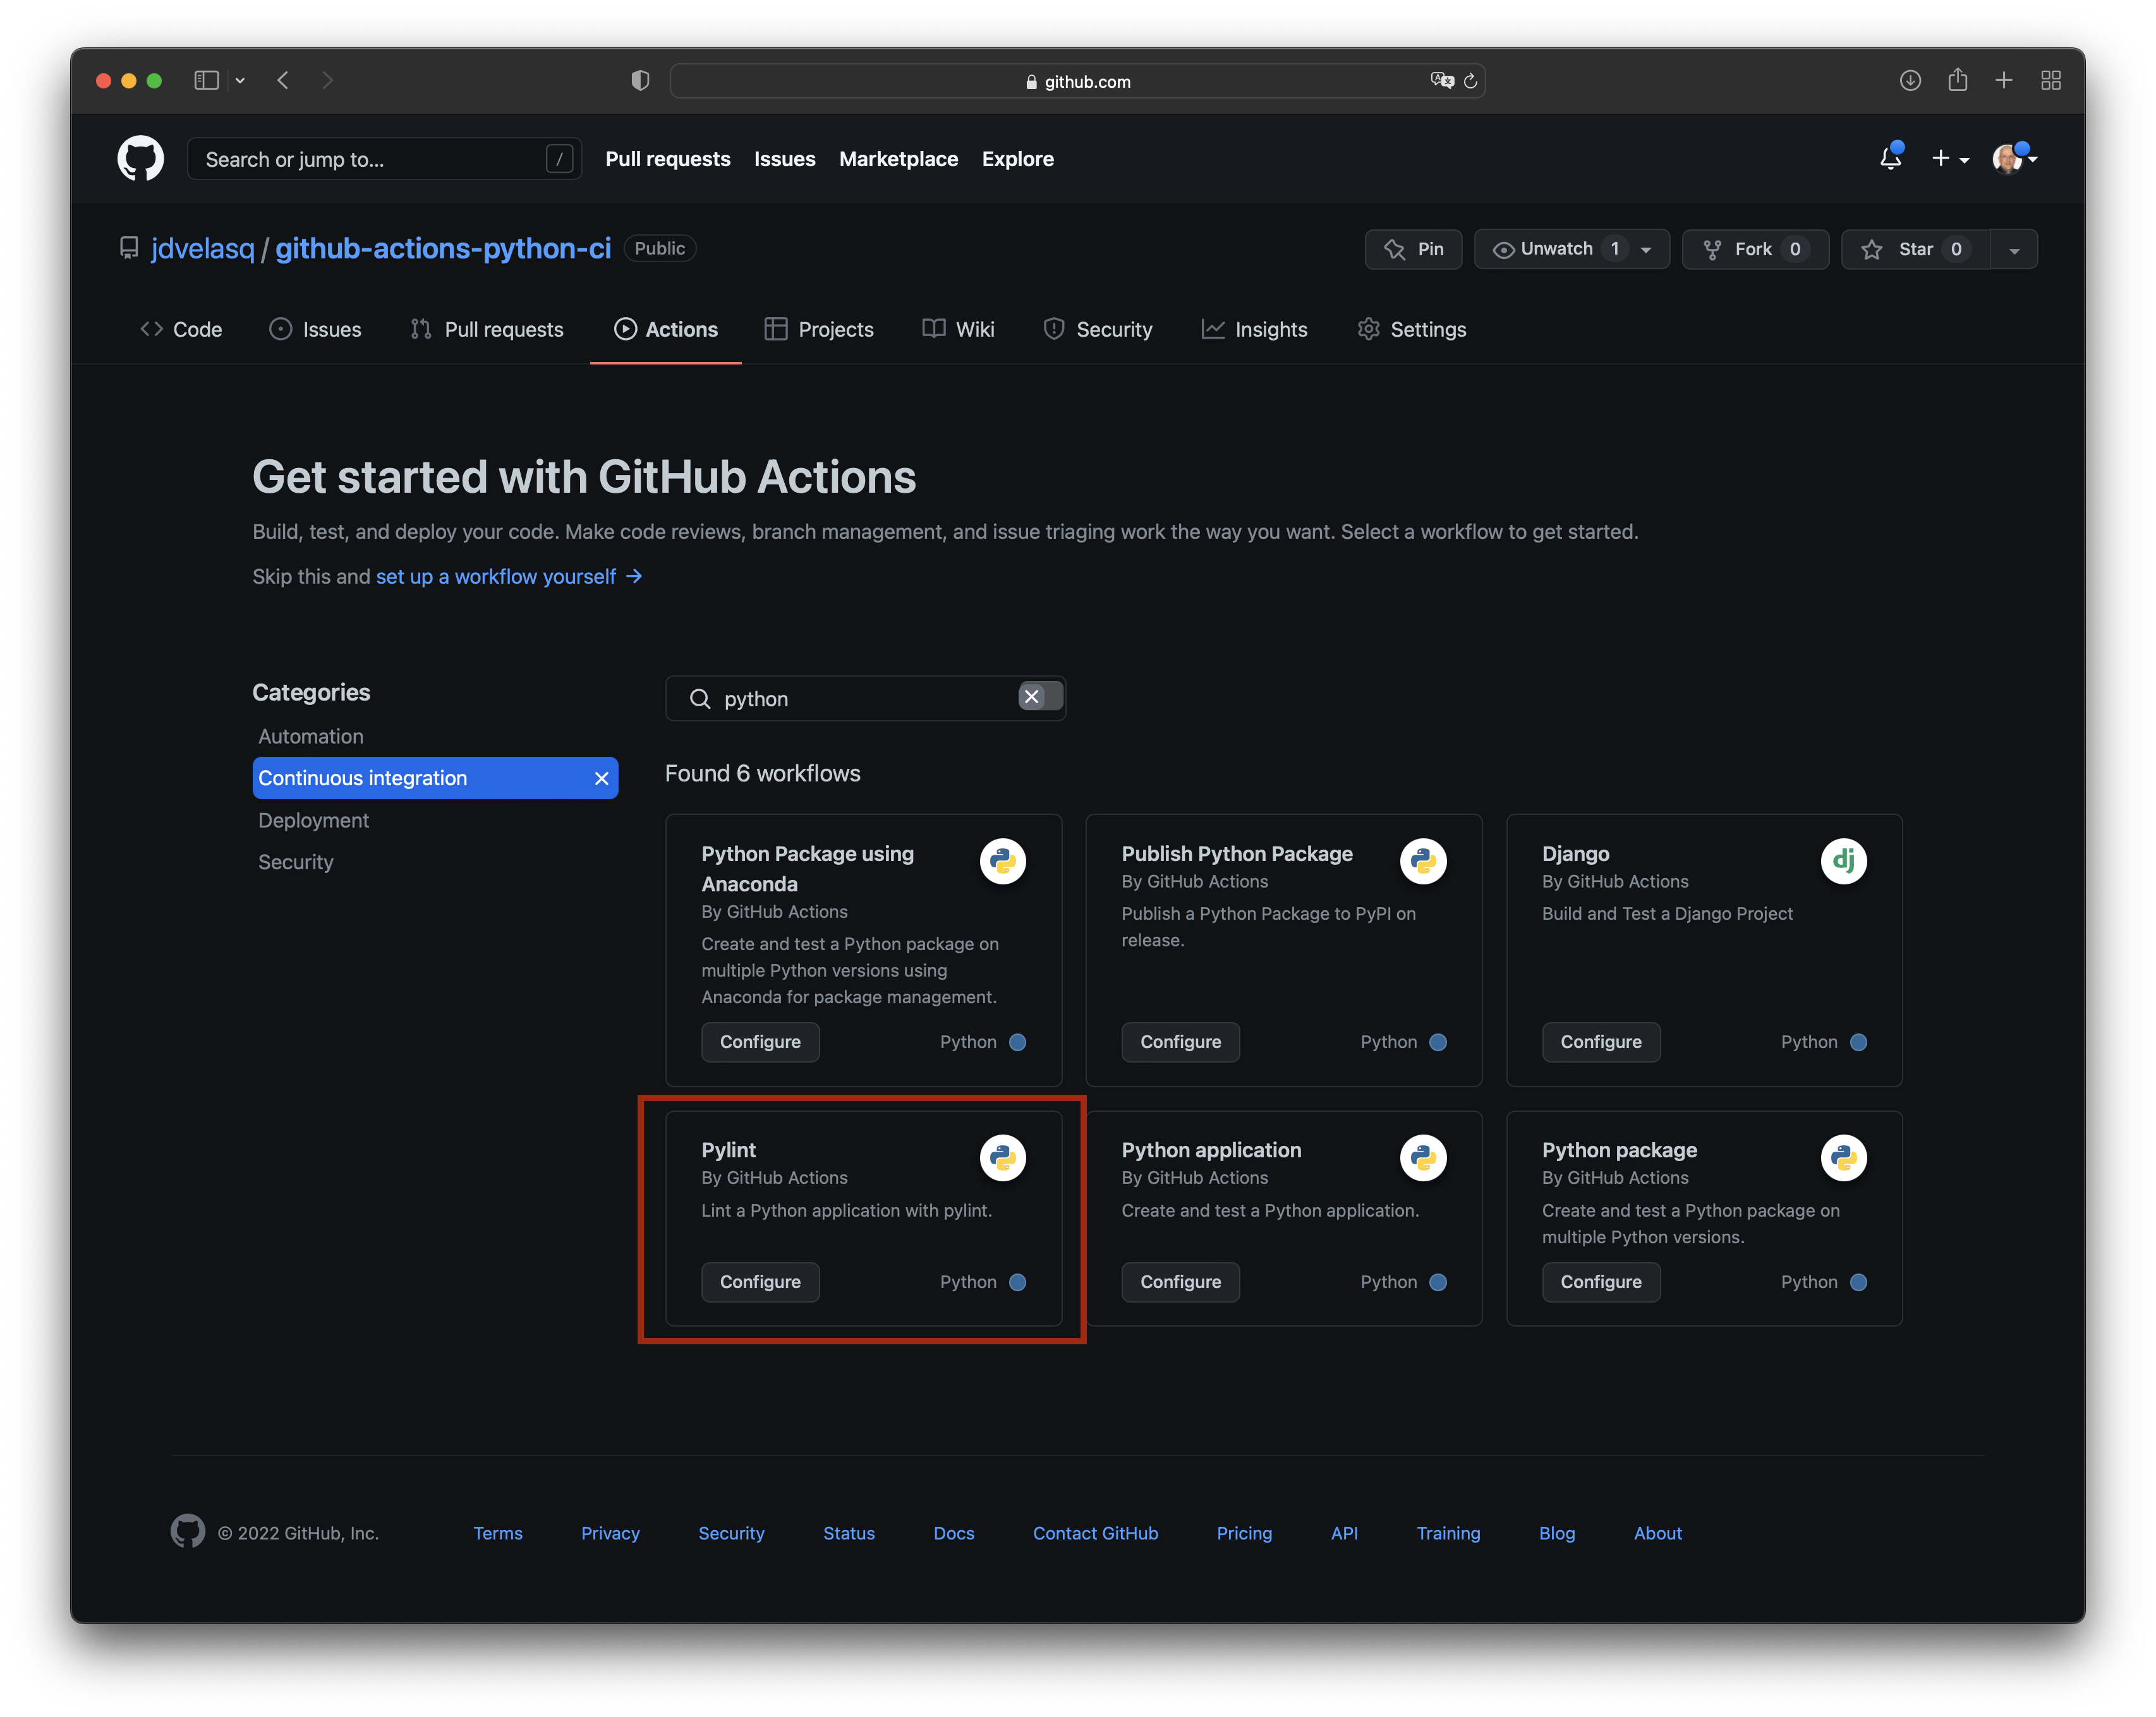 github.com
Search or jump to... /
Pull requests Issues Marketplace Explore
jdvelasq / github-actions-python-ci Public
Pin Unwatch 1 Fork 0 Star 0
Code Issues Pull requests Actions Projects Wiki Security Insights Settings
Get started with GitHub Actions
Build, test, and deploy your code. Make code reviews, branch management, and issue triaging work the way you want. Select a workflow to get started.
Skip this and set up a workflow yourself →
Categories
Automation
Continuous integration
Deployment
Security
python
Found 6 workflows
Python Package using
Anaconda
By GitHub Actions
Create and test a Python package on
multiple Python versions using
Anaconda for package management.
Configure Python
Publish Python Package
By GitHub Actions
Publish a Python Package to PyPI on
release.
Configure Python
Django
By GitHub Actions
Build and Test a Django Project
dj
Configure Python
Pylint
By GitHub Actions
Lint a Python application with pylint.
Configure Python
Python application
By GitHub Actions
Create and test a Python application.
Configure Python
Python package
By GitHub Actions
Create and test a Python package on
multiple Python versions.
Configure Python
© 2022 GitHub, Inc. Terms Privacy Security Status Docs Contact GitHub Pricing API Training Blog About